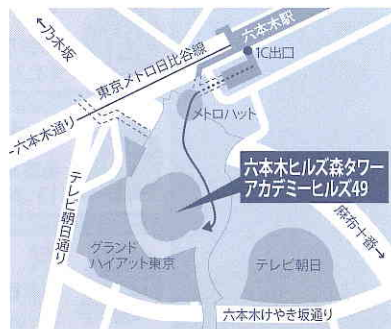 ←乃木坂
六本木駅
1C出口
東京メトロ日比谷線
メトロハット
六本木通り
六本木ヒルズ森タワー
アカデミーヒルズ49
テレビ朝日通り
麻布十番→
グランド
ハイアット東京
テレビ朝日
六本木けやき坂通り